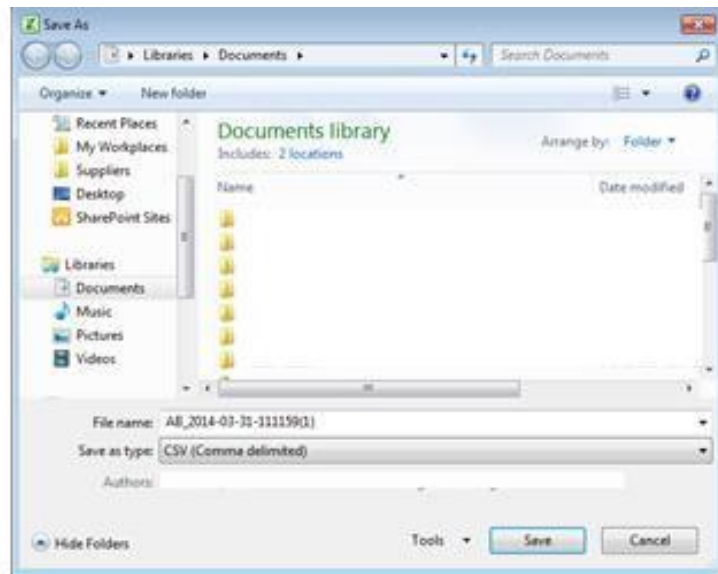 Save As
Libraries ▸ Documents ▸
Search Documents
Organize
New folder
Recent Places
My Workplaces
Suppliers
Desktop
SharePoint Sites
Libraries
Documents
Music
Pictures
Videos
Documents library
Includes: 2 locations
Arrange by: Folder
Name
Date modified
File name: All_2014-03-31-111159(1)
Save as type: CSV (Comma delimited)
Authors:
Hide Folders
Tools
Save
Cancel